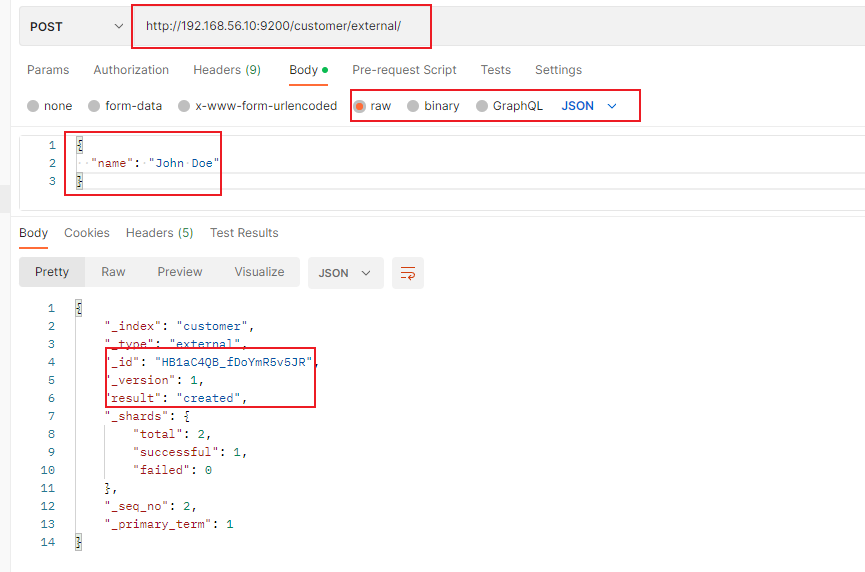 POST http://192.168.56.10:9200/customer/external/
Params Authorization Headers (9) Body Pre-request Script Tests Settings
none form-data x-www-form-urlencoded raw binary GraphQL JSON
1 {
2 "name": "John Doe"
3 }
Body Cookies Headers (5) Test Results
Pretty Raw Preview Visualize JSON
1 {
2 "_index": "customer",
3 "_type": "external",
4 "_id": "HB1aC4QB_fDoYmR5v5JR",
5 "_version": 1,
6 "result": "created",
7 "_shards": {
8 "total": 2,
9 "successful": 1,
10 "failed": 0
11 },
12 "_seq_no": 2,
13 "_primary_term": 1
14 }